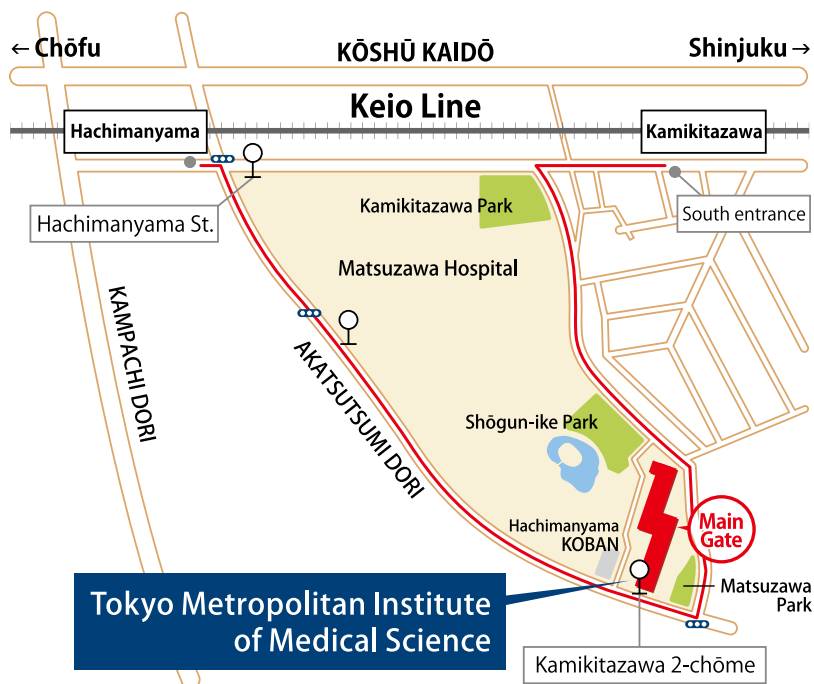 ← Chōfu
KŌSHŪ KAIDŌ
Shinjuku →
Keio Line
Hachimanyama
Kamikitazawa
Hachimanyama St.
Kamikitazawa Park
South entrance
Matsuzawa Hospital
KAMPACHI DORI
AKATSUTSUMI DORI
Shōgun-ike Park
Hachimanyama
KOBAN
Main
Gate
Matsuzawa
Park
Tokyo Metropolitan Institute
of Medical Science
Kamikitazawa 2-chōme